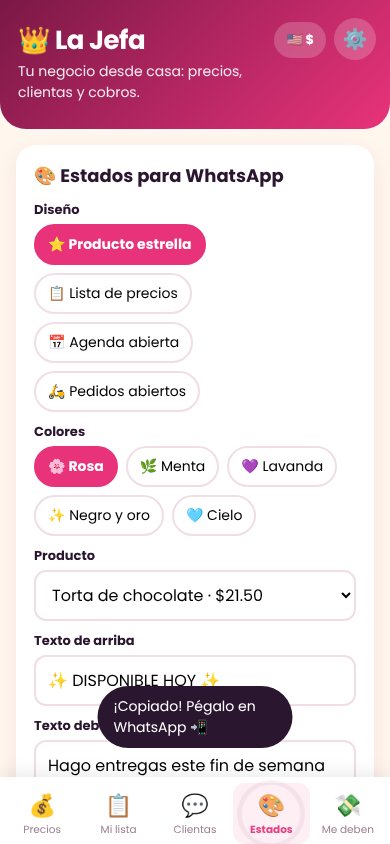 👑 La Jefa
🇺🇸 $
⚙️
Tu negocio desde casa: precios,
clientas y cobros.
🎨 Estados para WhatsApp
Diseño
⭐ Producto estrella
📋 Lista de precios
📅 Agenda abierta
🛵 Pedidos abiertos
Colores
🌸 Rosa
🌿 Menta
💜 Lavanda
✨ Negro y oro
🩵 Cielo
Producto
Torta de chocolate · $21.50
Texto de arriba
✨ DISPONIBLE HOY ✨
¡Copiado! Pégalo en
WhatsApp 📲
Texto deb
Hago entregas este fin de semana
💰 Precios
📋 Mi lista
💬 Clientas
🎨 Estados
💸 Me deben